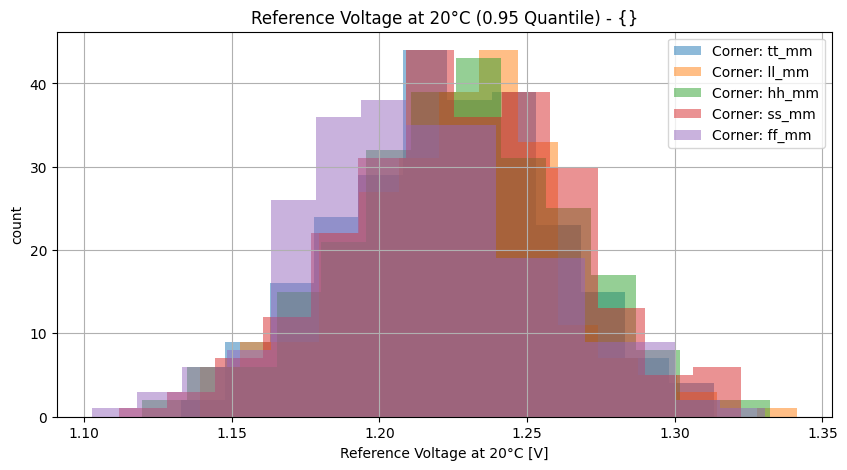 Reference Voltage at 20°C (0.95 Quantile) - {}
Corner: tt_mm
Corner: ll_mm
Corner: hh_mm
Corner: ss_mm
Corner: ff_mm
count
40
30
20
10
0
1.10 1.15 1.20 1.25 1.30 1.35
Reference Voltage at 20°C [V]